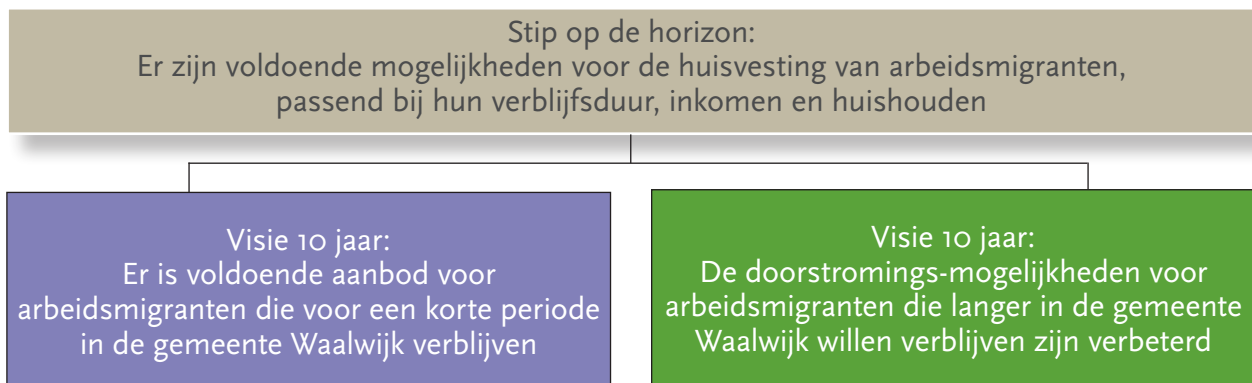 Stip op de horizon:
Er zijn voldoende mogelijkheden voor de huisvesting van arbeidsmigranten,
passend bij hun verblijfsduur, inkomen en huishouden
Visie 10 jaar:
Er is voldoende aanbod voor
arbeidsmigranten die voor een korte periode
in de gemeente Waalwijk verblijven
Visie 10 jaar:
De doorstromings-mogelijkheden voor
arbeidsmigranten die langer in de gemeente
Waalwijk willen verblijven zijn verbeterd